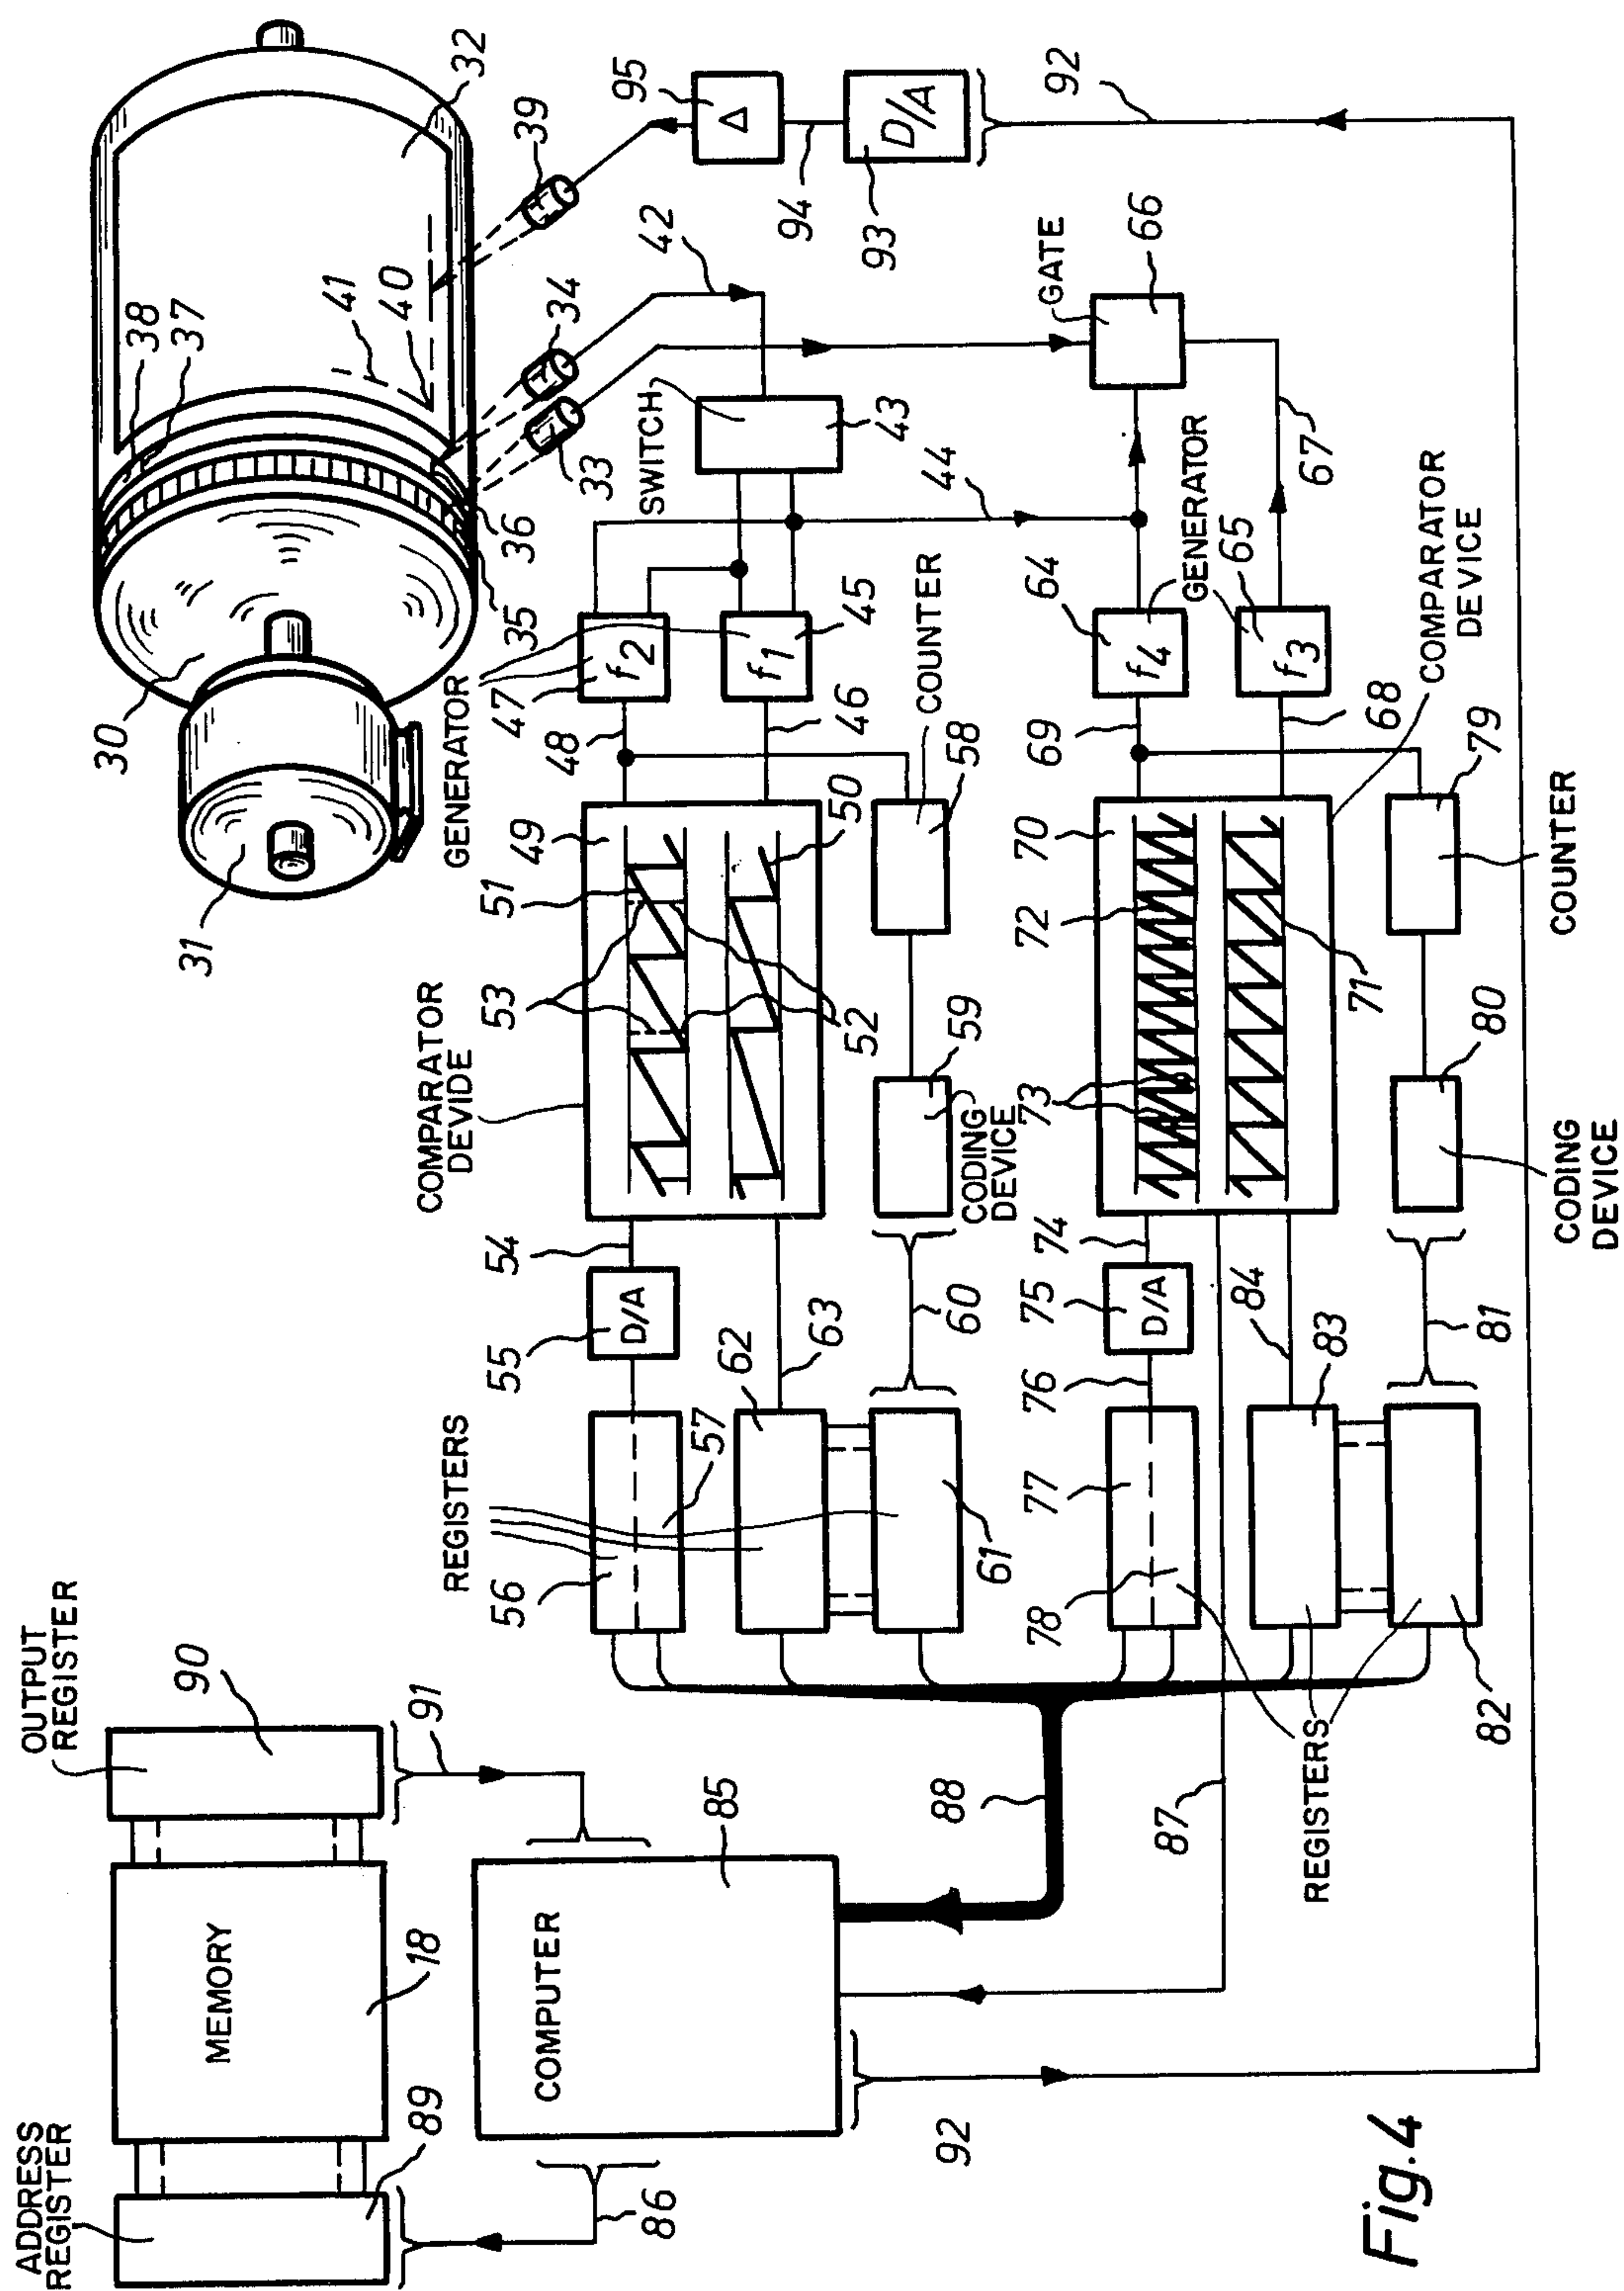 32
95
Δ
D/A
92
39
94
93
38
37
41
40
42
34
GATE
66
33
SWITCH
43
44
67
36
35
30
31
GENERATOR
47
f2
f1
45
48
46
COUNTER
58
64
f4
GENERATOR
65
f3
69
68
COMPARATOR
DEVICE
79
COUNTER
COMPARATOR
DEVIDE
49
51
50
53
52
59
CODING
DEVICE
70
72
71
73
80
CODING
DEVICE
54
55
D/A
60
63
62
74
75
D/A
76
84
83
81
REGISTERS
57
56
61
77
78
82
REGISTERS
OUTPUT
REGISTER
90
91
88
87
85
MEMORY
18
COMPUTER
92
ADDRESS
REGISTER
89
86
Fig.4